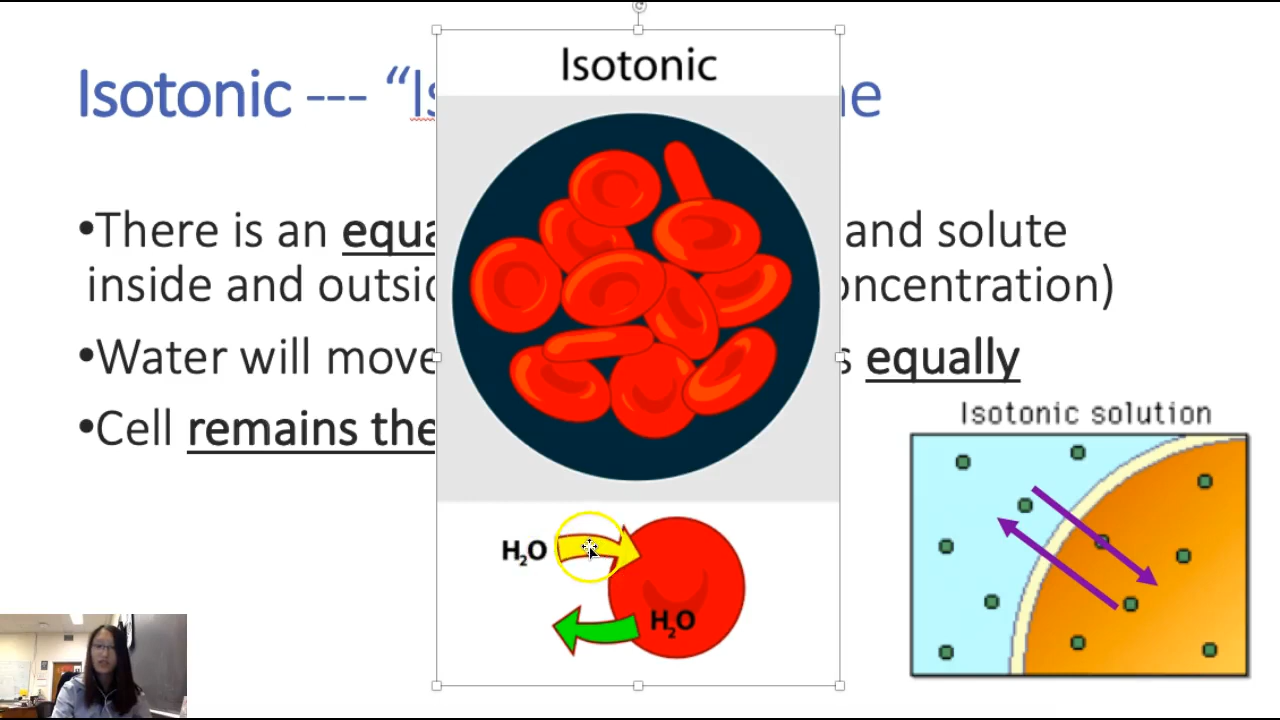 Isotonic
Isotonic --- “Is
•There is an equa and solute
inside and outsi oncentration)
•Water will move equally
•Cell remains the
Isotonic solution
H2O
H2O